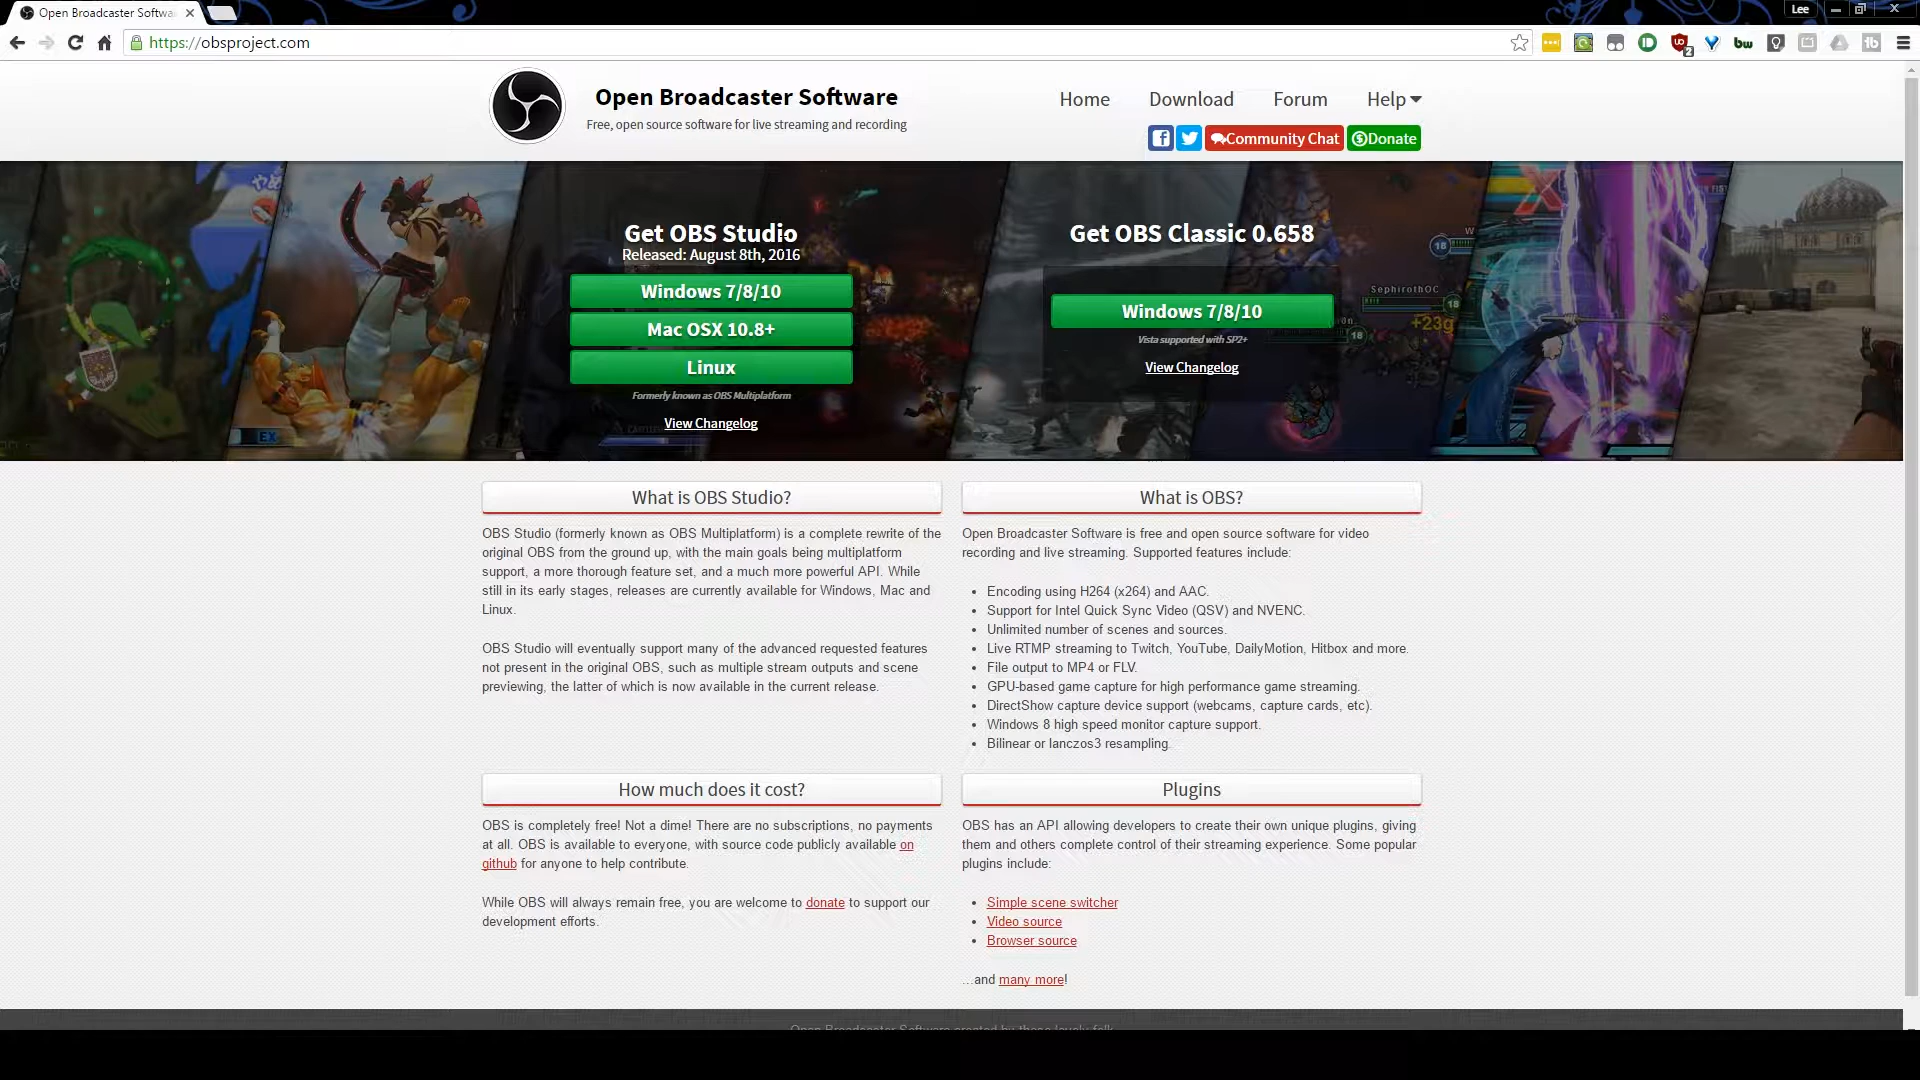 Open Broadcaster Softwa
Lee
https://obsproject.com
Open Broadcaster Software
Free, open source software for live streaming and recording
Home
Download
Forum
Help
Community Chat
Donate
Get OBS Studio
Released: August 8th, 2016
Windows 7/8/10
Mac OSX 10.8+
Linux
Formerly known as OBS Multiplatform
View Changelog
Get OBS Classic 0.658
Windows 7/8/10
Vista supported with SP2+
View Changelog
EX
18
SephirothOC
18
+23g
18
What is OBS Studio?
OBS Studio (formerly known as OBS Multiplatform) is a complete rewrite of the
original OBS from the ground up, with the main goals being multiplatform
support, a more thorough feature set, and a much more powerful API. While
still in its early stages, releases are currently available for Windows, Mac and
Linux.
OBS Studio will eventually support many of the advanced requested features
not present in the original OBS, such as multiple stream outputs and scene
previewing, the latter of which is now available in the current release.
What is OBS?
Open Broadcaster Software is free and open source software for video
recording and live streaming. Supported features include:
• Encoding using H264 (x264) and AAC.
• Support for Intel Quick Sync Video (QSV) and NVENC.
• Unlimited number of scenes and sources.
• Live RTMP streaming to Twitch, YouTube, DailyMotion, Hitbox and more.
• File output to MP4 or FLV.
• GPU-based game capture for high performance game streaming.
• DirectShow capture device support (webcams, capture cards, etc).
• Windows 8 high speed monitor capture support.
• Bilinear or lanczos3 resampling.
How much does it cost?
OBS is completely free! Not a dime! There are no subscriptions, no payments
at all. OBS is available to everyone, with source code publicly available on
github for anyone to help contribute.
While OBS will always remain free, you are welcome to donate to support our
development efforts.
Plugins
OBS has an API allowing developers to create their own unique plugins, giving
them and others complete control of their streaming experience. Some popular
plugins include:
• Simple scene switcher
• Video source
• Browser source
...and many more!
Open Broadcaster Software created by these lovely folk